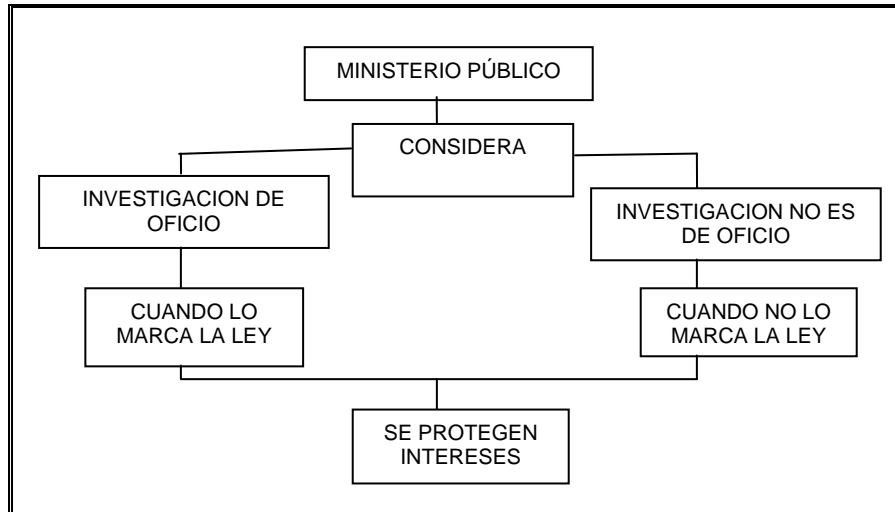 MINISTERIO PÚBLICO
CONSIDERA
INVESTIGACION DE
OFICIO
INVESTIGACION NO ES
DE OFICIO
CUANDO LO
MARCA LA LEY
CUANDO NO LO
MARCA LA LEY
SE PROTEGEN
INTERESES